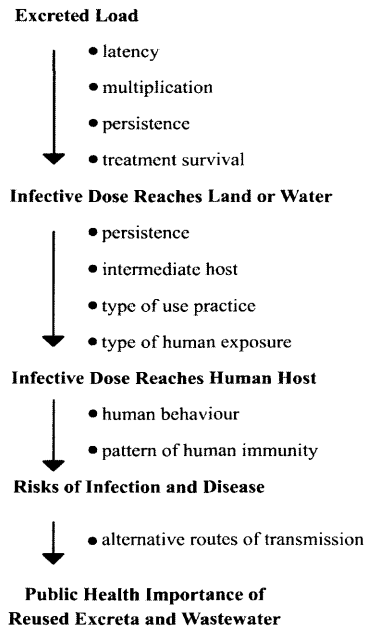 Excreted Load
• latency
• multiplication
• persistence
• treatment survival
Infective Dose Reaches Land or Water
• persistence
• intermediate host
• type of use practice
• type of human exposure
Infective Dose Reaches Human Host
• human behaviour
• pattern of human immunity
Risks of Infection and Disease
• alternative routes of transmission
Public Health Importance of
Reused Excreta and Wastewater